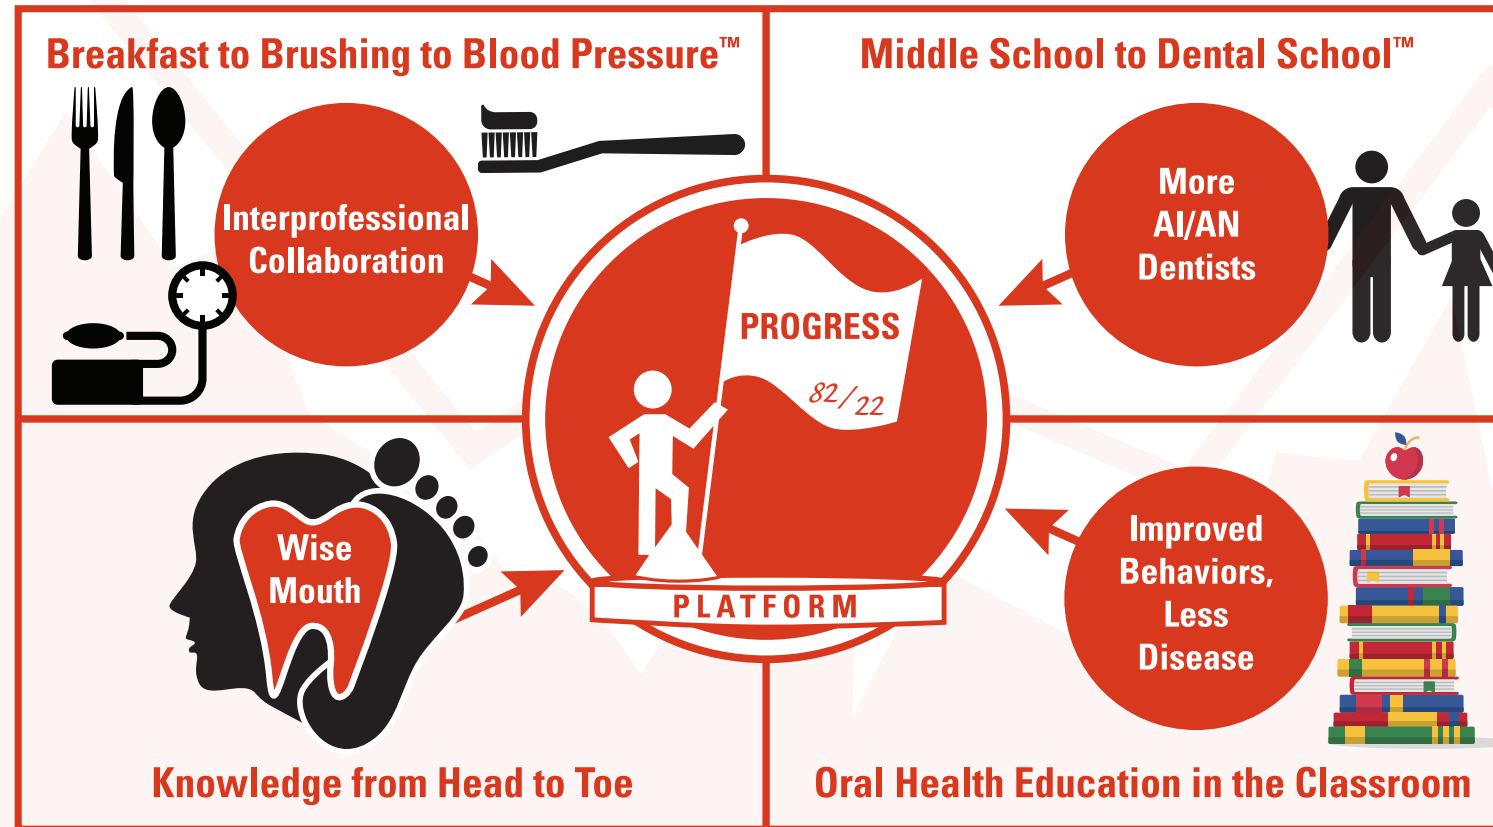 Breakfast to Brushing to Blood Pressure™
Interprofessional
Collaboration
Middle School to Dental School™
More
AI/AN
Dentists
PROGRESS
82/22
PLATFORM
Wise
Mouth
Knowledge from Head to Toe
Improved
Behaviors,
Less
Disease
Oral Health Education in the Classroom